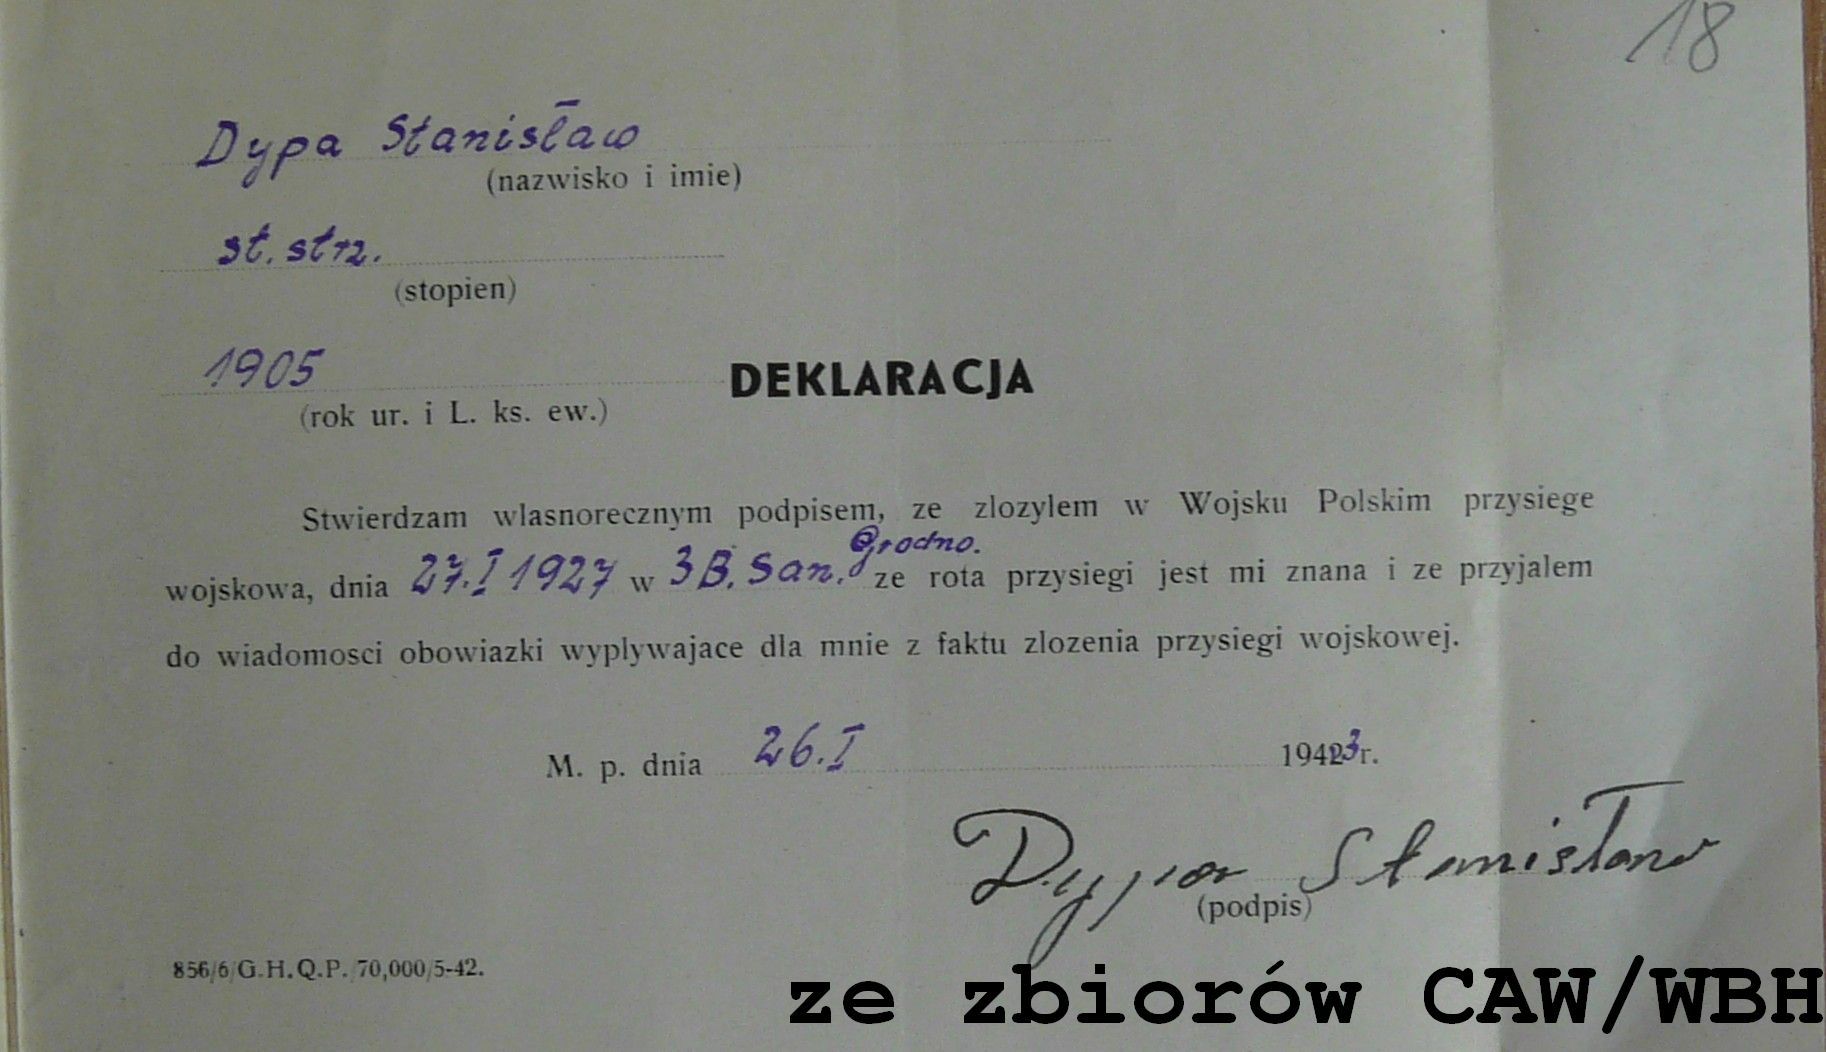 18
Dypa Stanisław
(nazwisko i imie)
st. strz.
(stopien)
1905
DEKLARACJA
(rok ur. i L. ks. ew.)
Stwierdzam wlasnorecznym podpisem, ze zlozylem w Wojsku Polskim przysiege
Grodno.
wojskowa, dnia 27.I 1927 w 3 B. San. ze rota przysiegi jest mi znana i ze przyjalem
do wiadomosci obowiazki wyplywajace dla mnie z faktu zlozenia przysiegi wojskowej.
M. p. dnia 26.I 1943 r.
Dypa Stanisław
(podpis)
856/6/G.H.Q.P./70,000/5-42.
ze zbiorów CAW/WBH